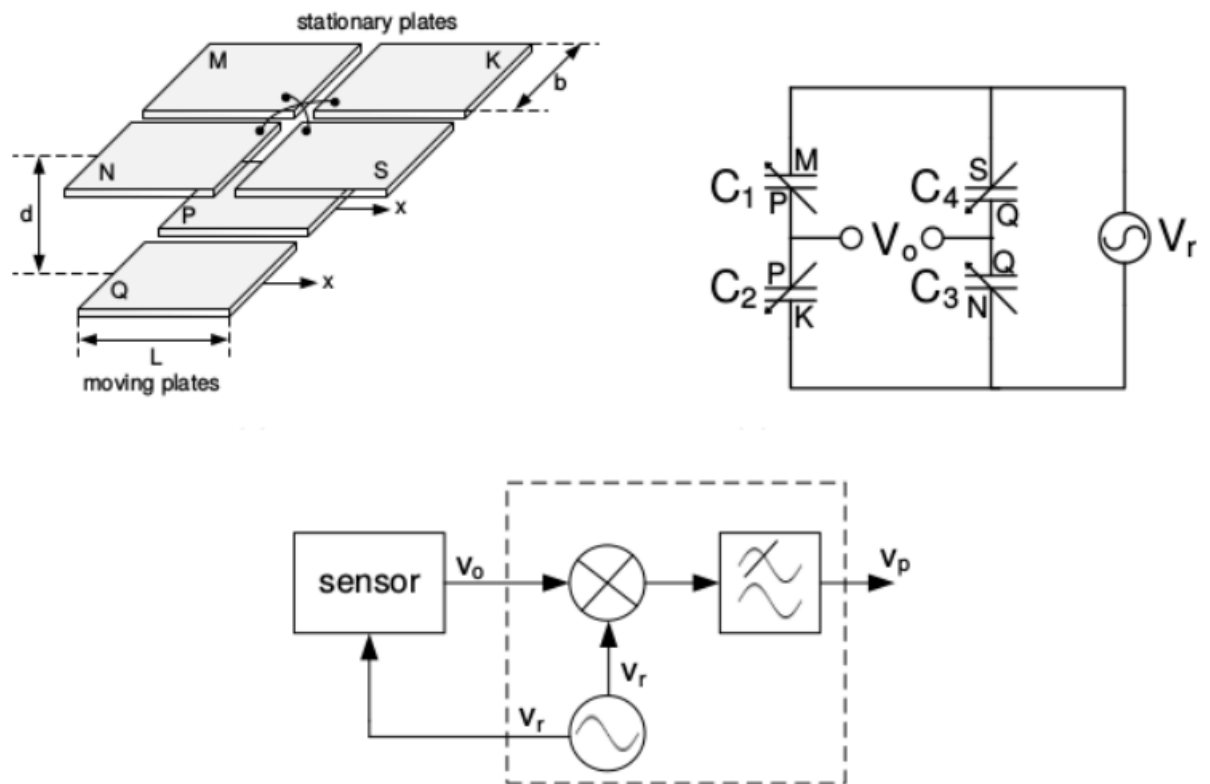 stationary plates
M
K
b
N
S
d
P
x
Q
x
L
moving plates
M
S
C1
C4
P
Q
Vo
Vr
P
Q
C2
C3
K
N
sensor
vo
vp
vr
vr